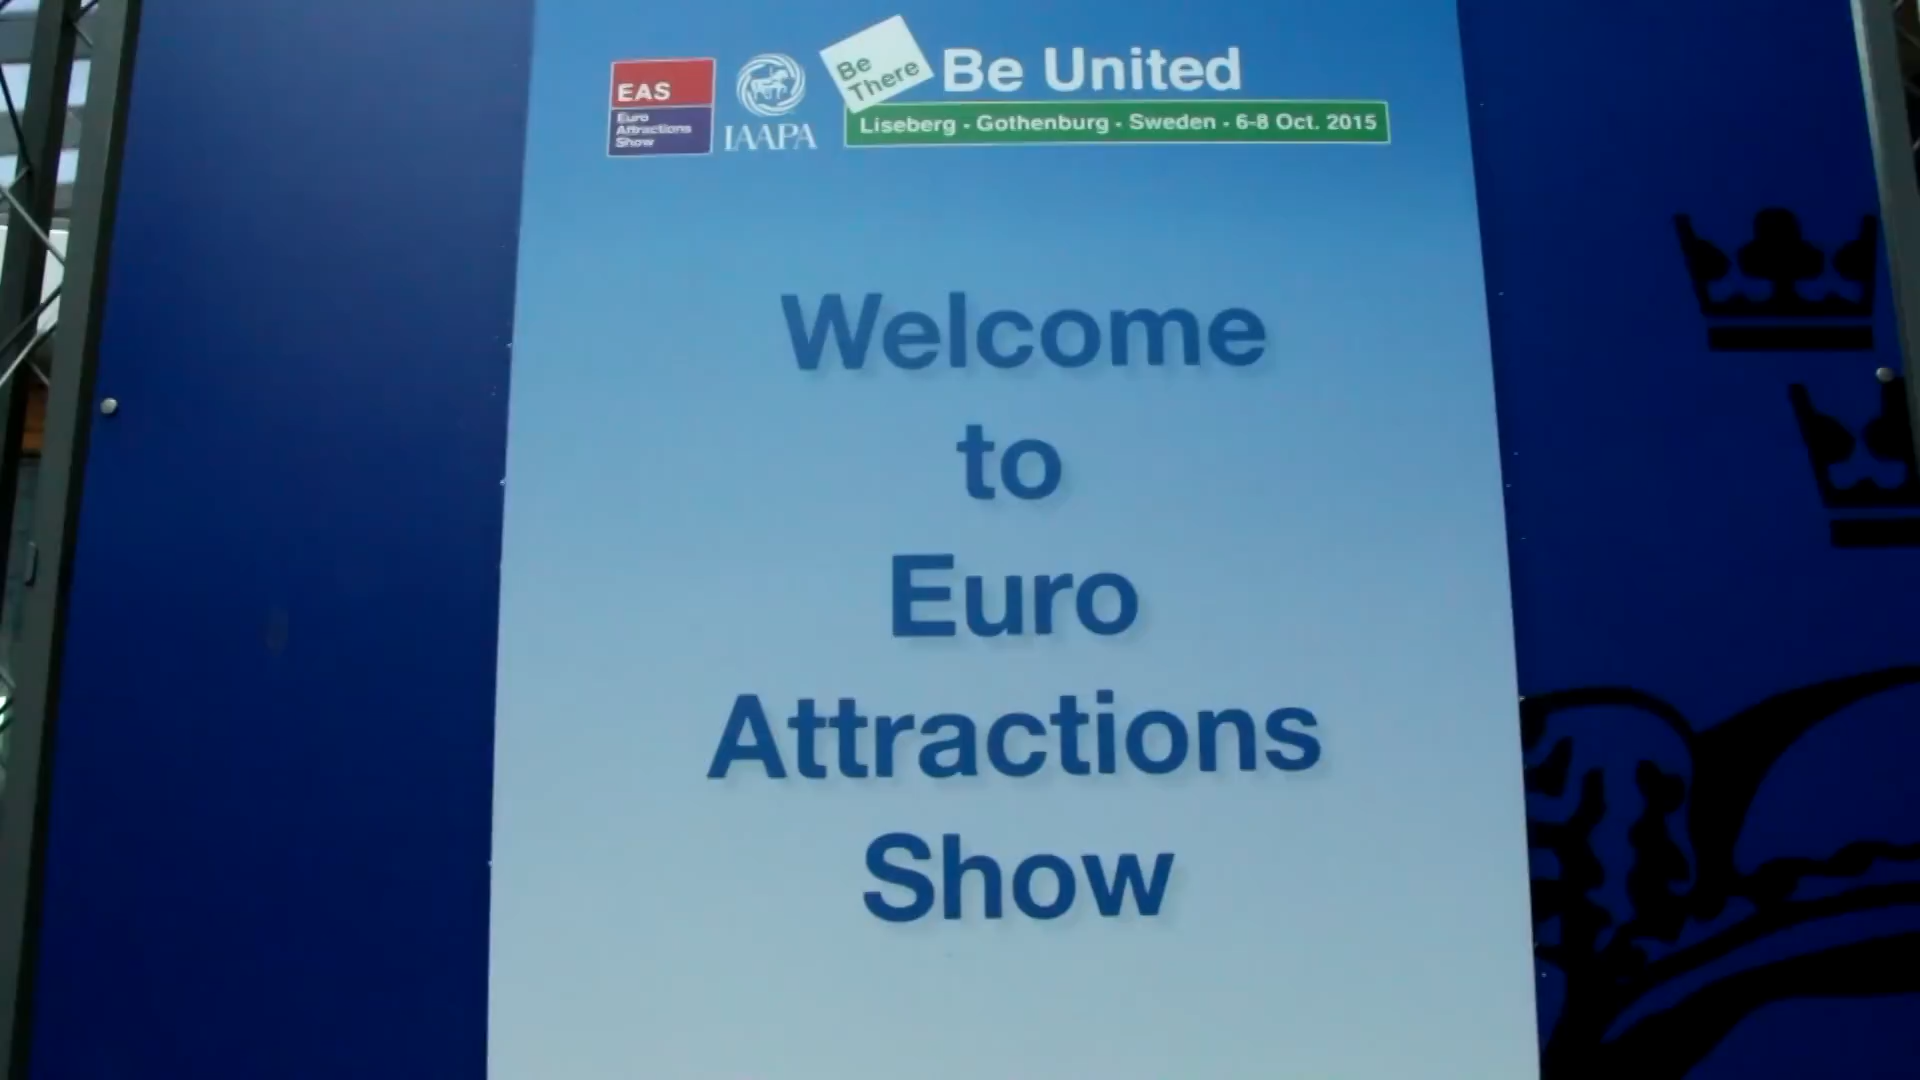 EAS
Euro
Attractions
Show
IAAPA
Be
There
Be United
Liseberg - Gothenburg - Sweden - 6-8 Oct. 2015
Welcome
to
Euro
Attractions
Show